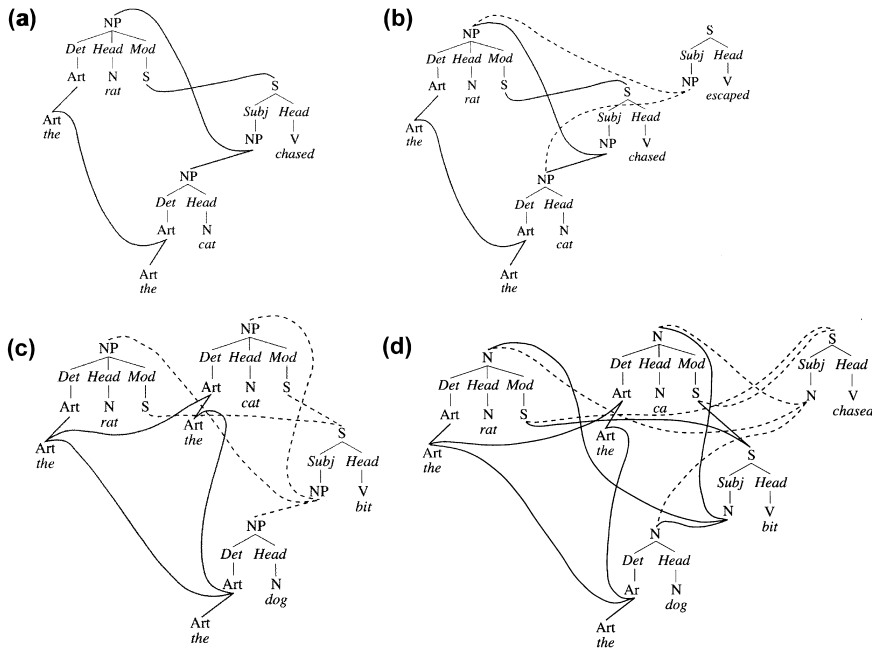 (a)
NP
Det Head Mod
Art N S
rat
Art
the
S
Subj Head
NP V
chased
NP
Det Head
Art N
cat
Art
the
(b)
NP
Det Head Mod
Art N S
rat
Art
the
S
Subj Head
NP V
escaped
S
Subj Head
NP V
chased
NP
Det Head
Art N
cat
Art
the
(c)
NP
Det Head Mod
Art N S
rat
Art
the
NP
Det Head Mod
Art N S
cat
Art
the
S
Subj Head
NP V
bit
NP
Det Head
Art N
dog
Art
the
(d)
N
Det Head Mod
Art N S
rat
Art
the
N
Det Head Mod
Art N S
ca
Art
the
S
Subj Head
N V
chased
S
Subj Head
N V
bit
N
Det Head
Ar N
dog
Art
the